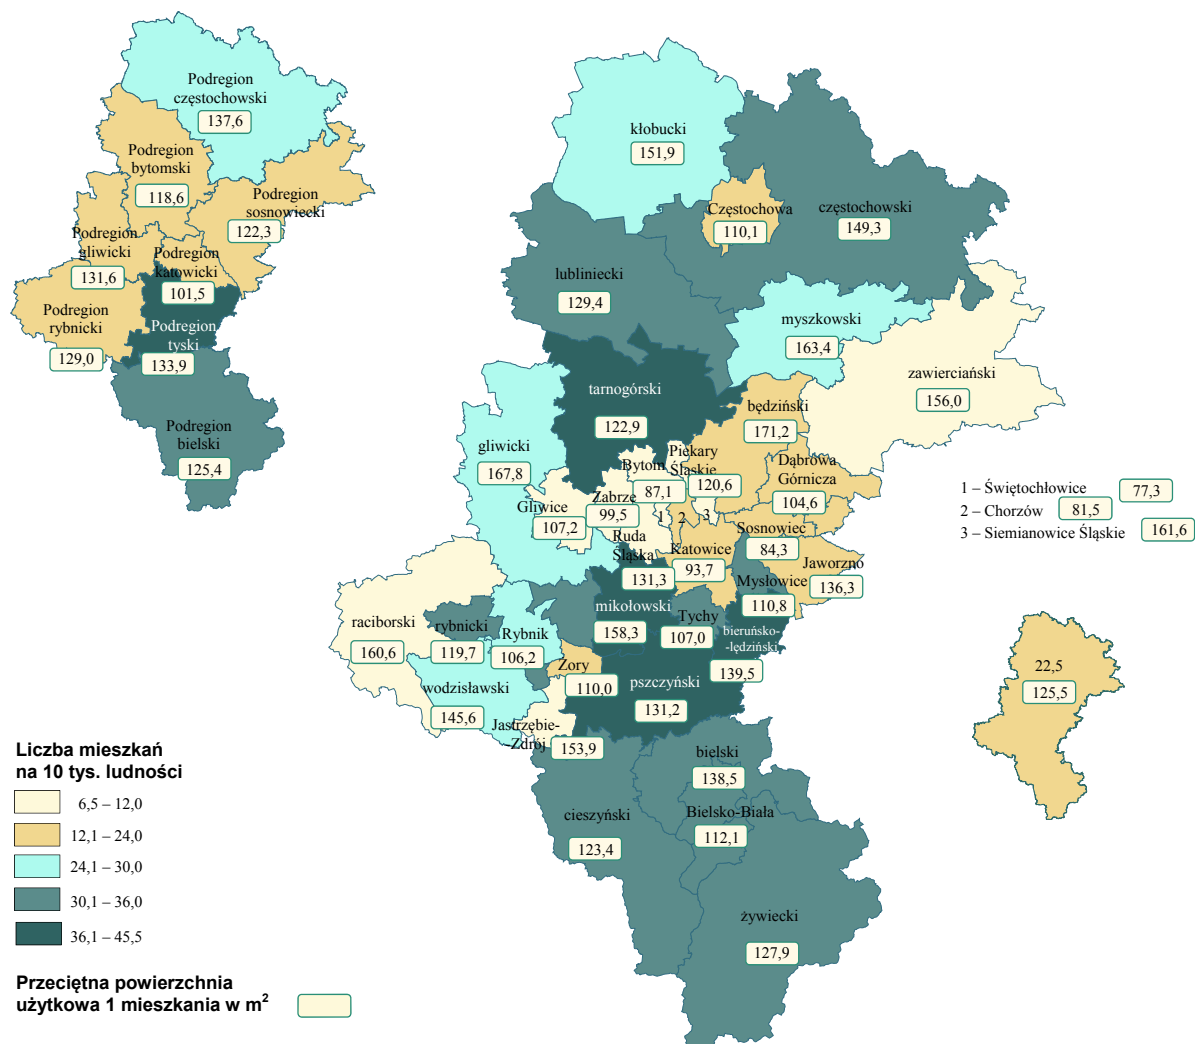 Podregion
częstochowski
137,6
Podregion
bytomski
118,6
Podregion
sosnowiecki
122,3
Podregion
gliwicki
131,6
Podregion
katowicki
101,5
Podregion
rybnicki
129,0
Podregion
tyski
133,9
Podregion
bielski
125,4
kłobucki
151,9
Częstochowa
110,1
częstochowski
149,3
lubliniecki
129,4
myszkowski
163,4
zawierciański
156,0
tarnogórski
122,9
będziński
171,2
gliwicki
167,8
Bytom
87,1
Piekary
Śląskie
120,6
Dąbrowa
Górnicza
104,6
Gliwice
107,2
Zabrze
99,5
1
2
3
Ruda
Śląska
131,3
Katowice
93,7
Sosnowiec
84,3
Jaworzno
136,3
Mysłowice
110,8
mikołowski
158,3
Tychy
107,0
bieruńsko-
-lędziński
139,5
raciborski
160,6
rybnicki
119,7
Rybnik
106,2
Żory
110,0
pszczyński
131,2
wodzisławski
145,6
Jastrzębie-
Zdrój
153,9
bielski
138,5
cieszyński
123,4
Bielsko-Biała
112,1
żywiecki
127,9
1 – Świętochłowice 77,3
2 – Chorzów 81,5
3 – Siemianowice Śląskie 161,6
22,5
125,5
Liczba mieszkań
na 10 tys. ludności
6,5 – 12,0
12,1 – 24,0
24,1 – 30,0
30,1 – 36,0
36,1 – 45,5
Przeciętna powierzchnia
użytkowa 1 mieszkania w m²